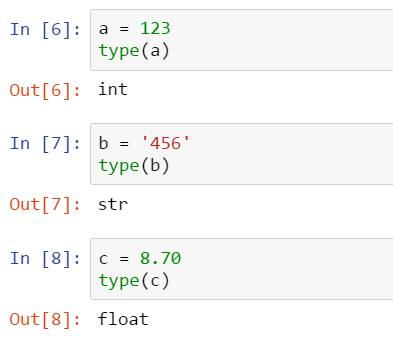 In [6]: a = 123
type(a)
Out[6]: int
In [7]: b = '456'
type(b)
Out[7]: str
In [8]: c = 8.70
type(c)
Out[8]: float